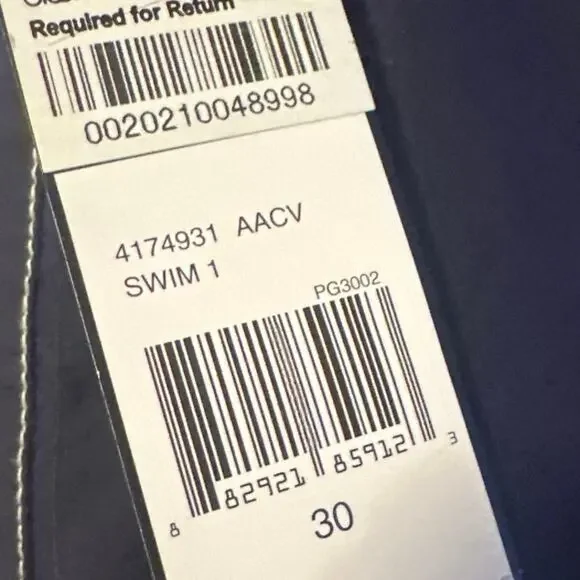 Required for Return
0020210048998
4174931 AACV
SWIM 1
PG3002
8 82921 85912 3
30